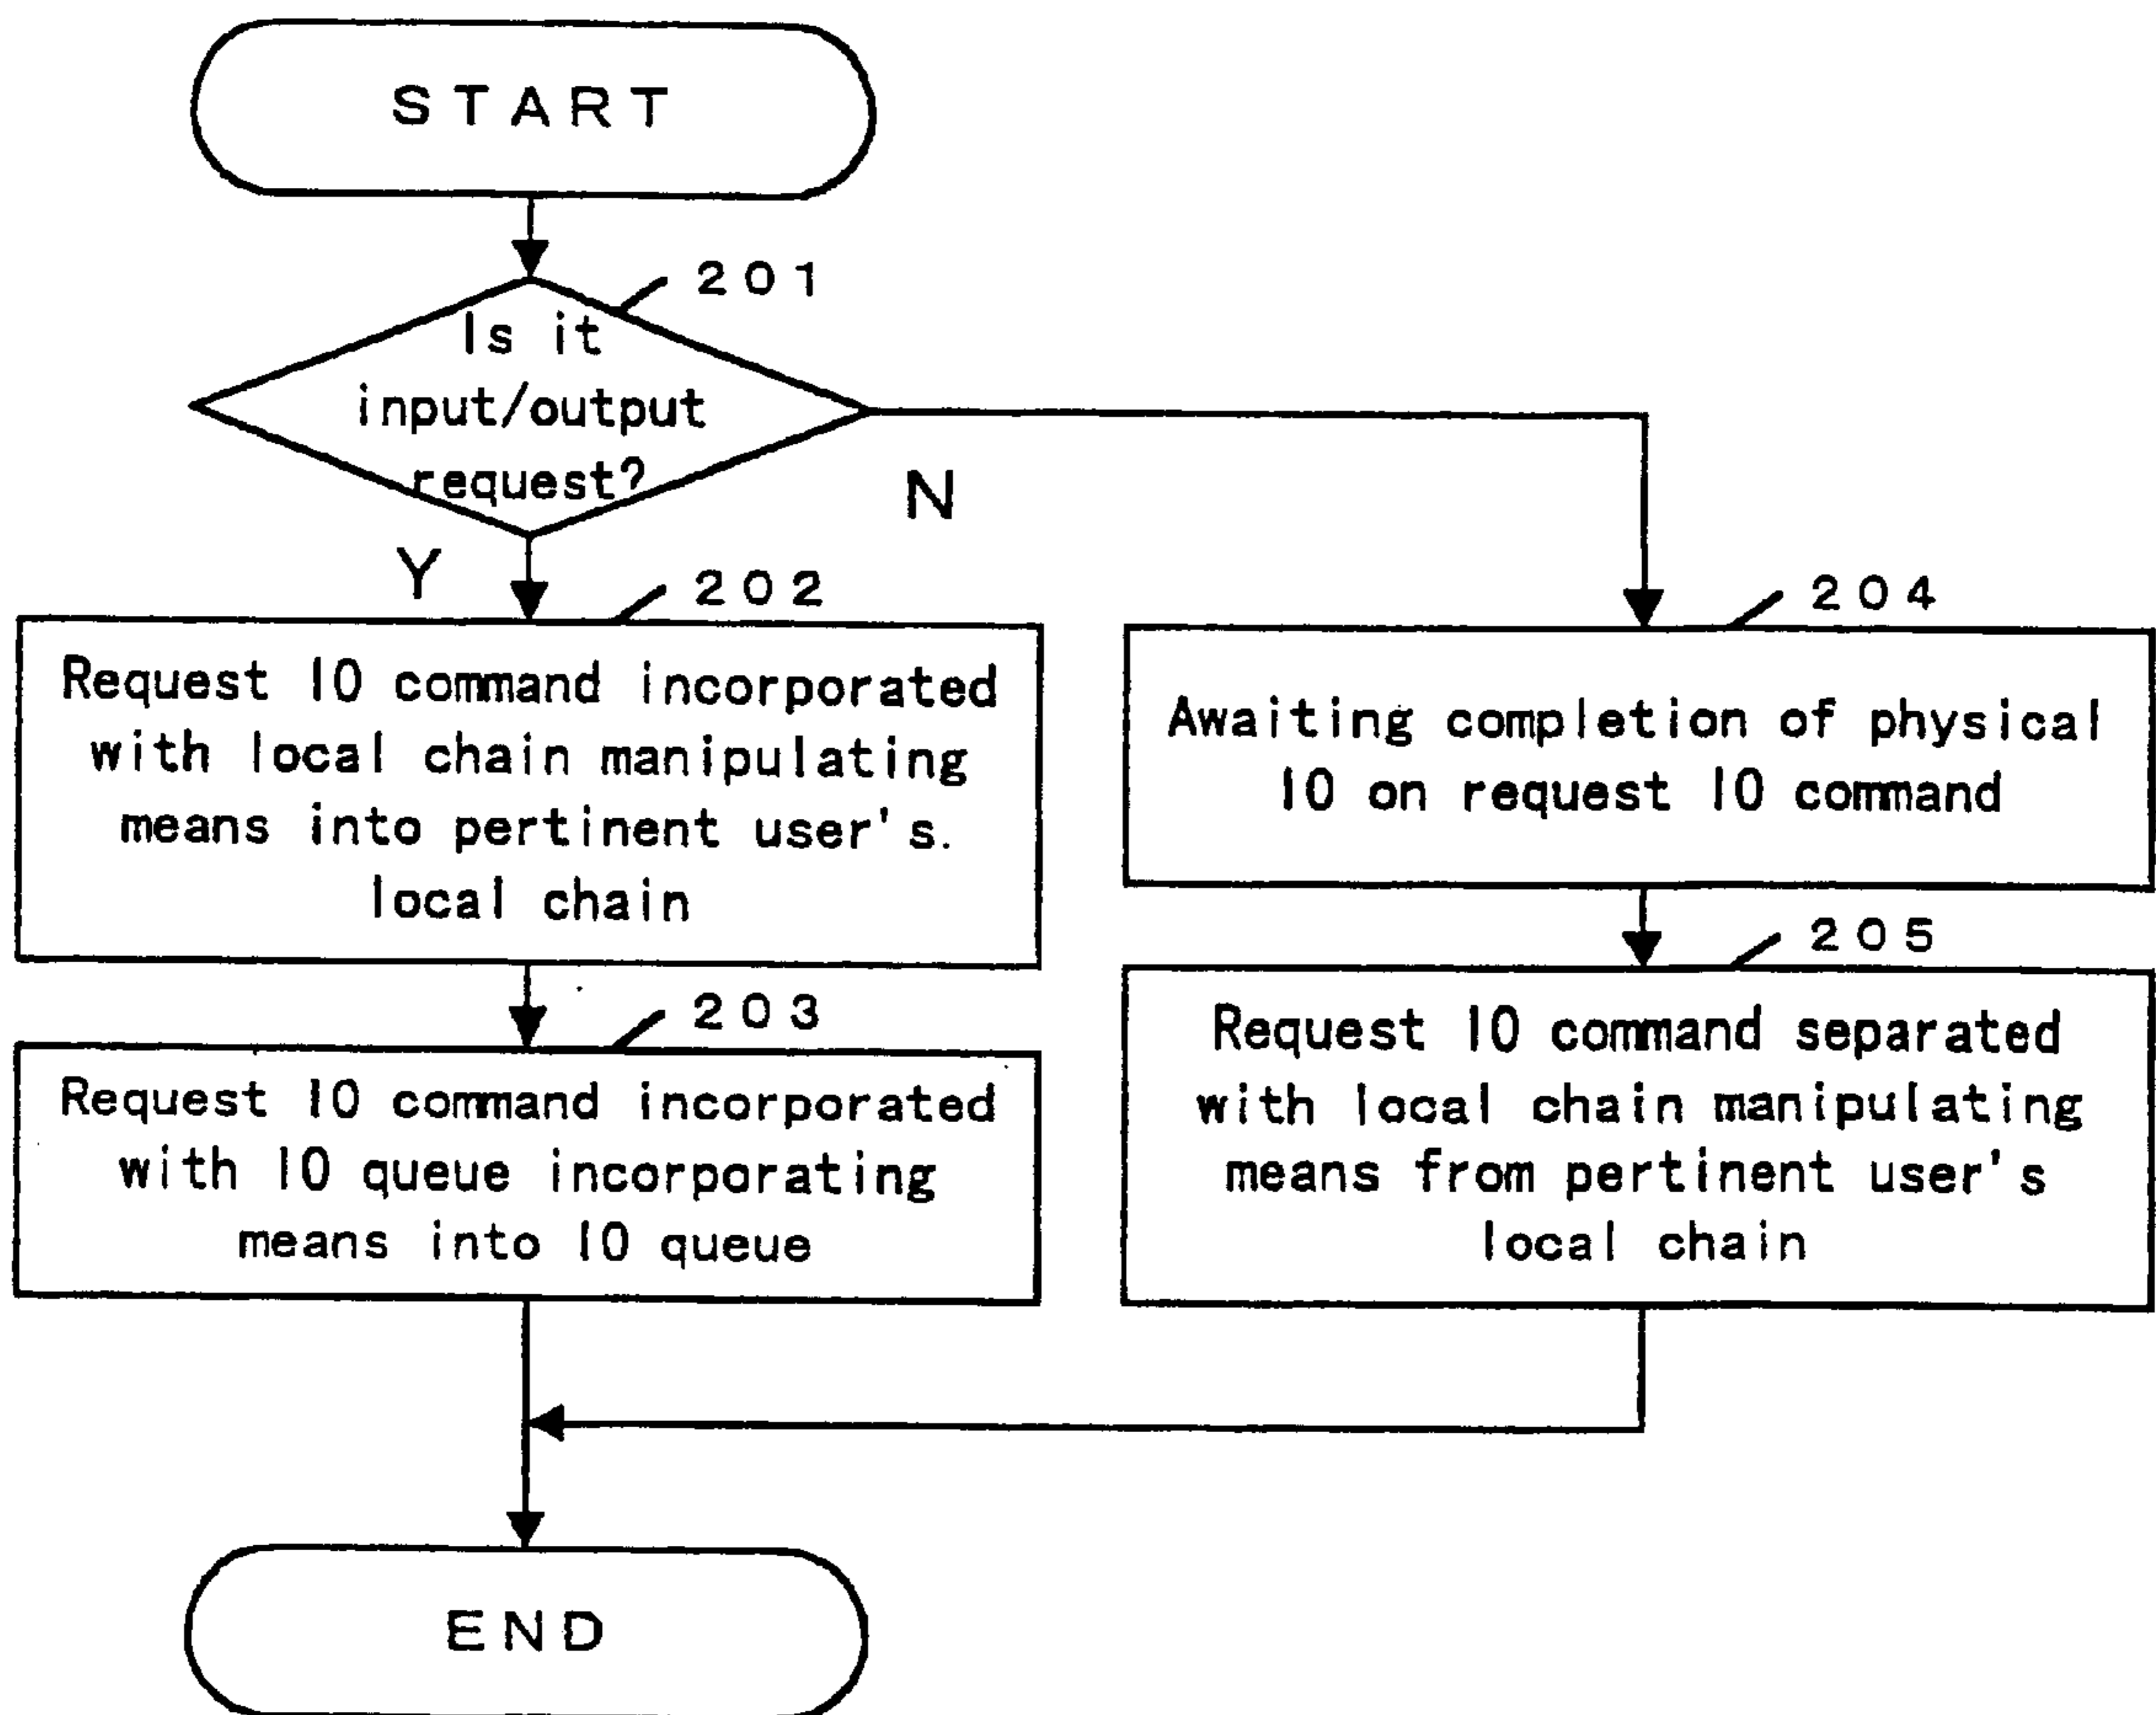 START
201
Is it
input/output
request?
N
Y
202
Request IO command incorporated
with local chain manipulating
means into pertinent user's.
local chain
203
Request IO command incorporated
with IO queue incorporating
means into IO queue
204
Awaiting completion of physical
IO on request IO command
205
Request IO command separated
with local chain manipulating
means from pertinent user's
local chain
END